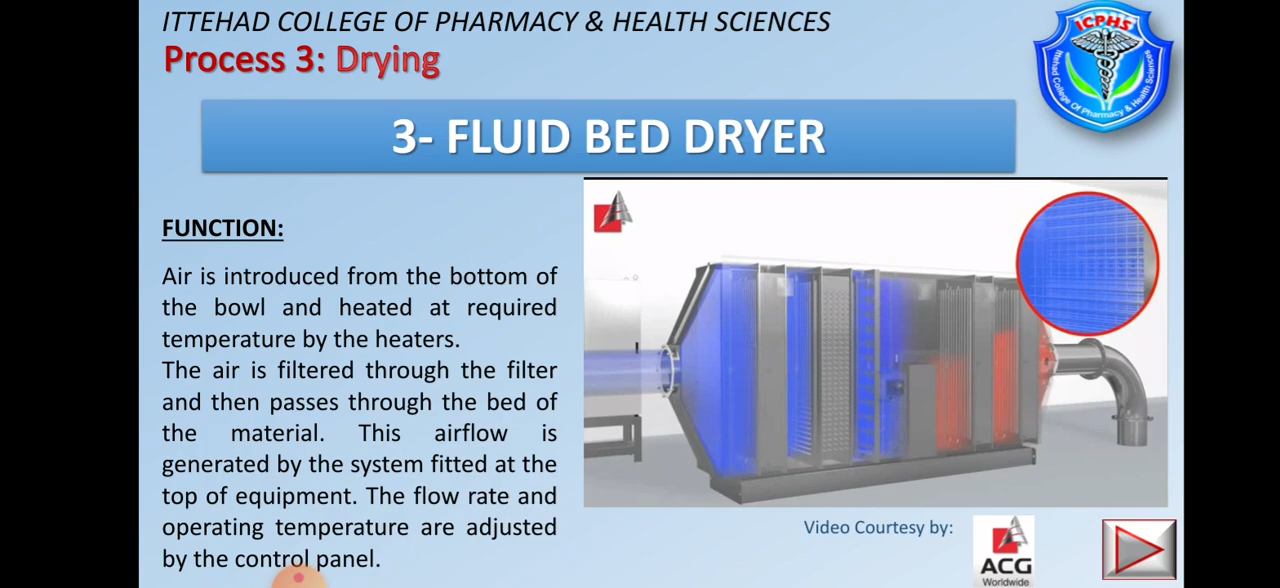 ITTEHAD COLLEGE OF PHARMACY & HEALTH SCIENCES
Process 3: Drying
ICPHS
Ittehad College Of Pharmacy & Health Sciences
3- FLUID BED DRYER
FUNCTION:
Air is introduced from the bottom of
the bowl and heated at required
temperature by the heaters.
The air is filtered through the filter
and then passes through the bed of
the material. This airflow is
generated by the system fitted at the
top of equipment. The flow rate and
operating temperature are adjusted
by the control panel.
Video Courtesy by:
ACG
Worldwide